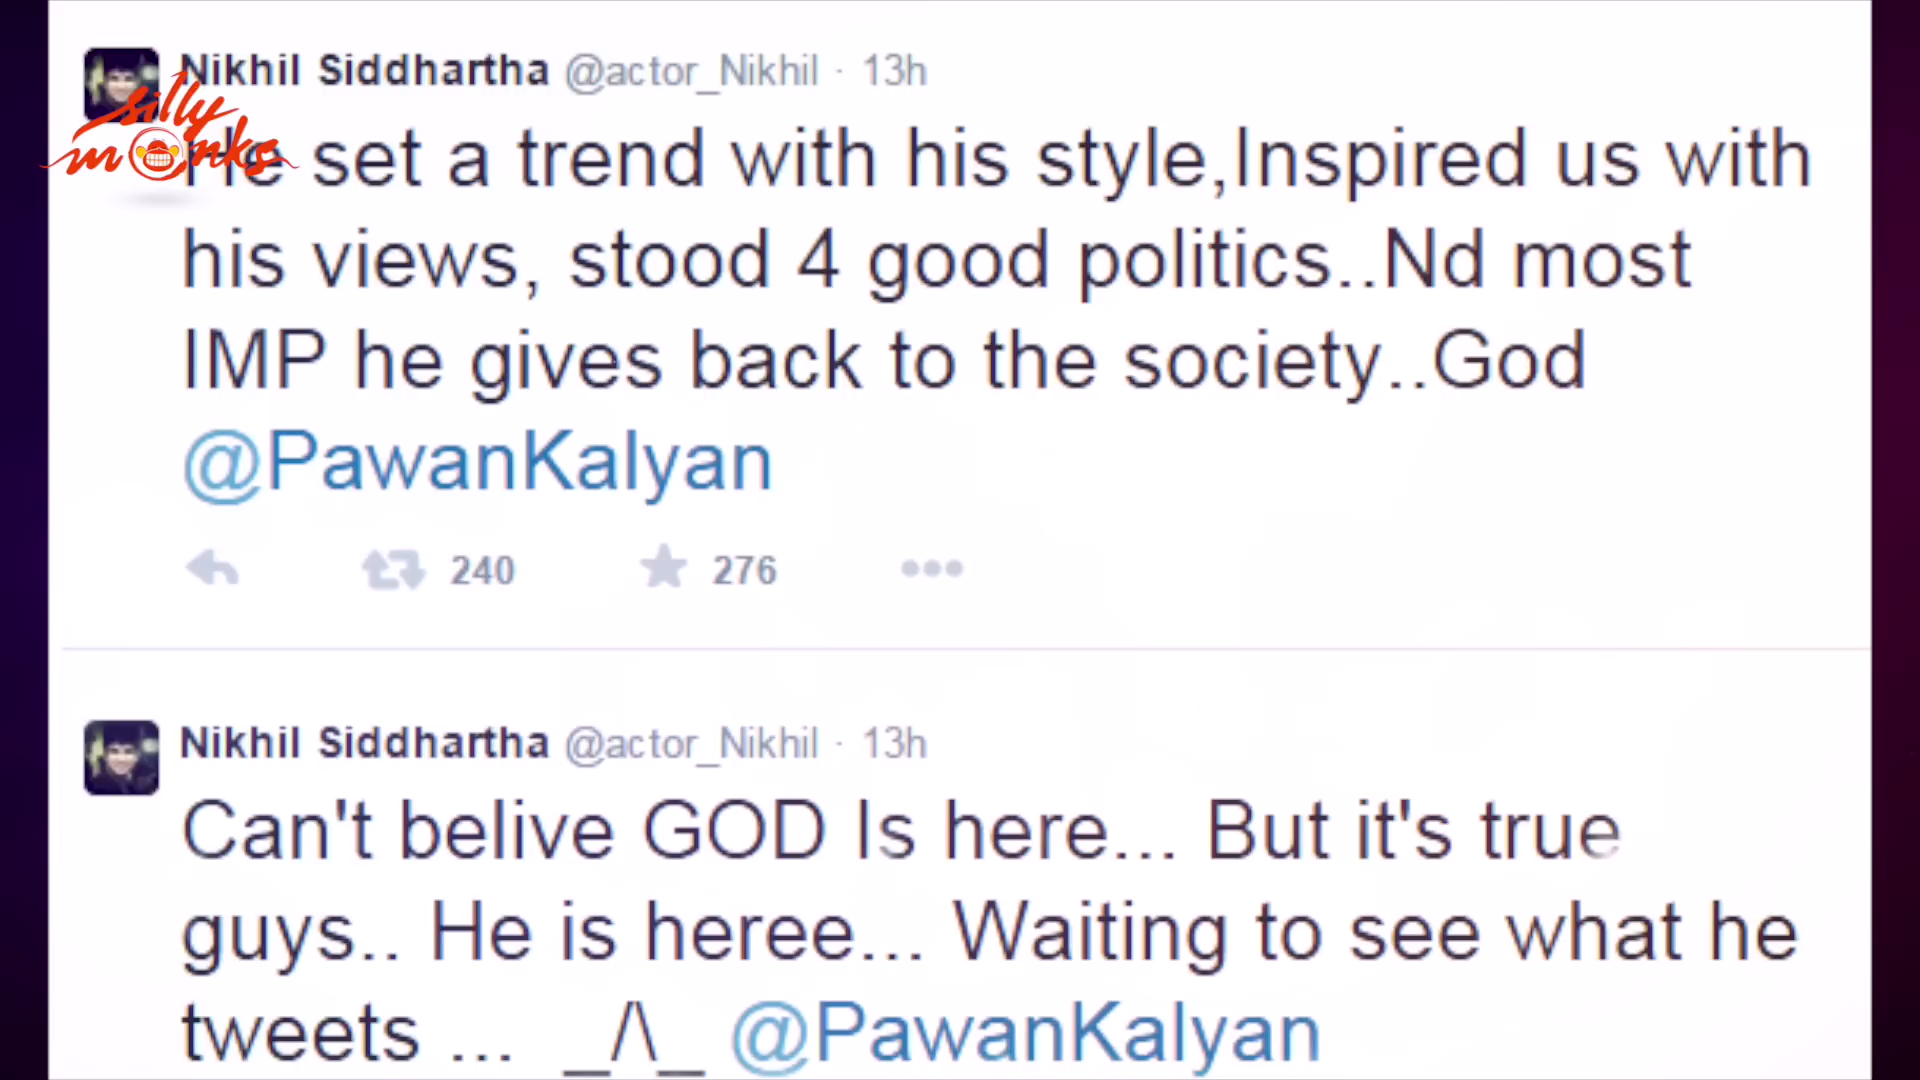 Nikhil Siddhartha @actor_Nikhil · 13h
silly
monks
He set a trend with his style,Inspired us with
his views, stood 4 good politics..Nd most
IMP he gives back to the society..God
@PawanKalyan
240 276
Nikhil Siddhartha @actor_Nikhil · 13h
Can't belive GOD Is here... But it's true
guys.. He is heree... Waiting to see what he
tweets ... _/\_ @PawanKalyan